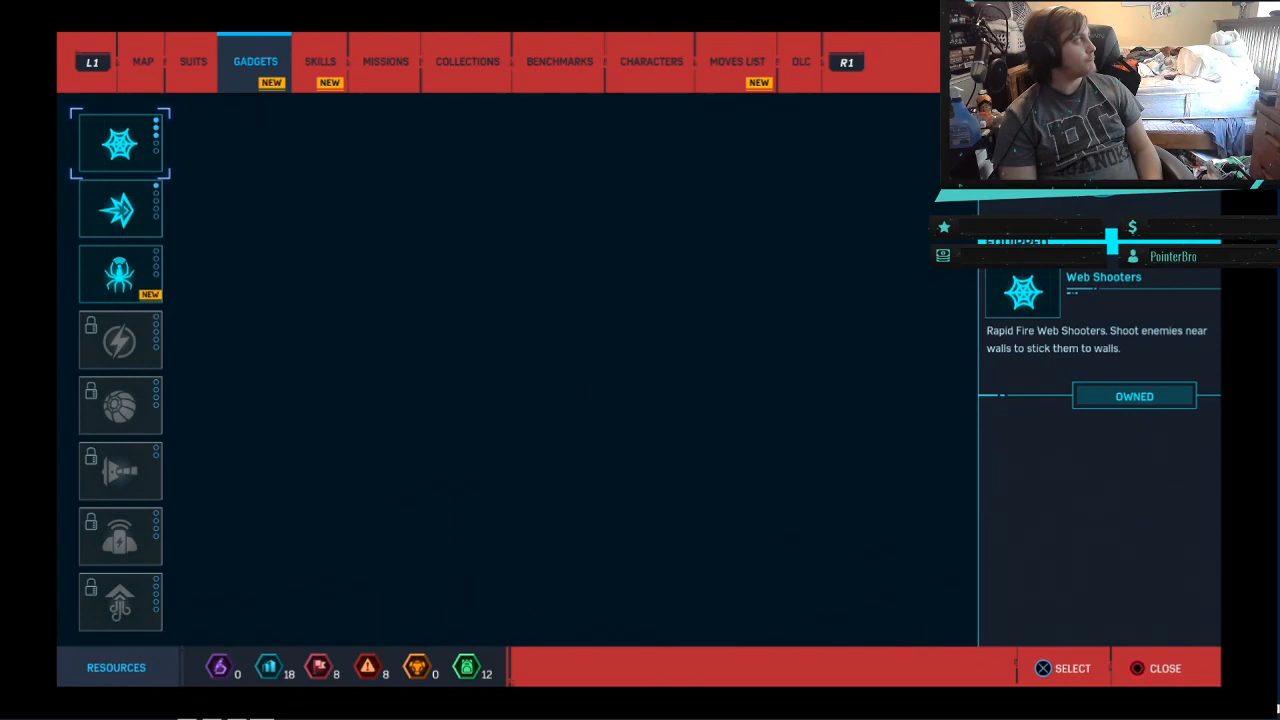 L1 MAP SUITS GADGETS SKILLS MISSIONS COLLECTIONS BENCHMARKS CHARACTERS MOVES LIST DLC R1
NEW NEW NEW
PointerBro
Web Shooters
NEW
Rapid Fire Web Shooters. Shoot enemies near
walls to stick them to walls.
OWNED
RESOURCES 0 18 8 8 0 12 SELECT CLOSE